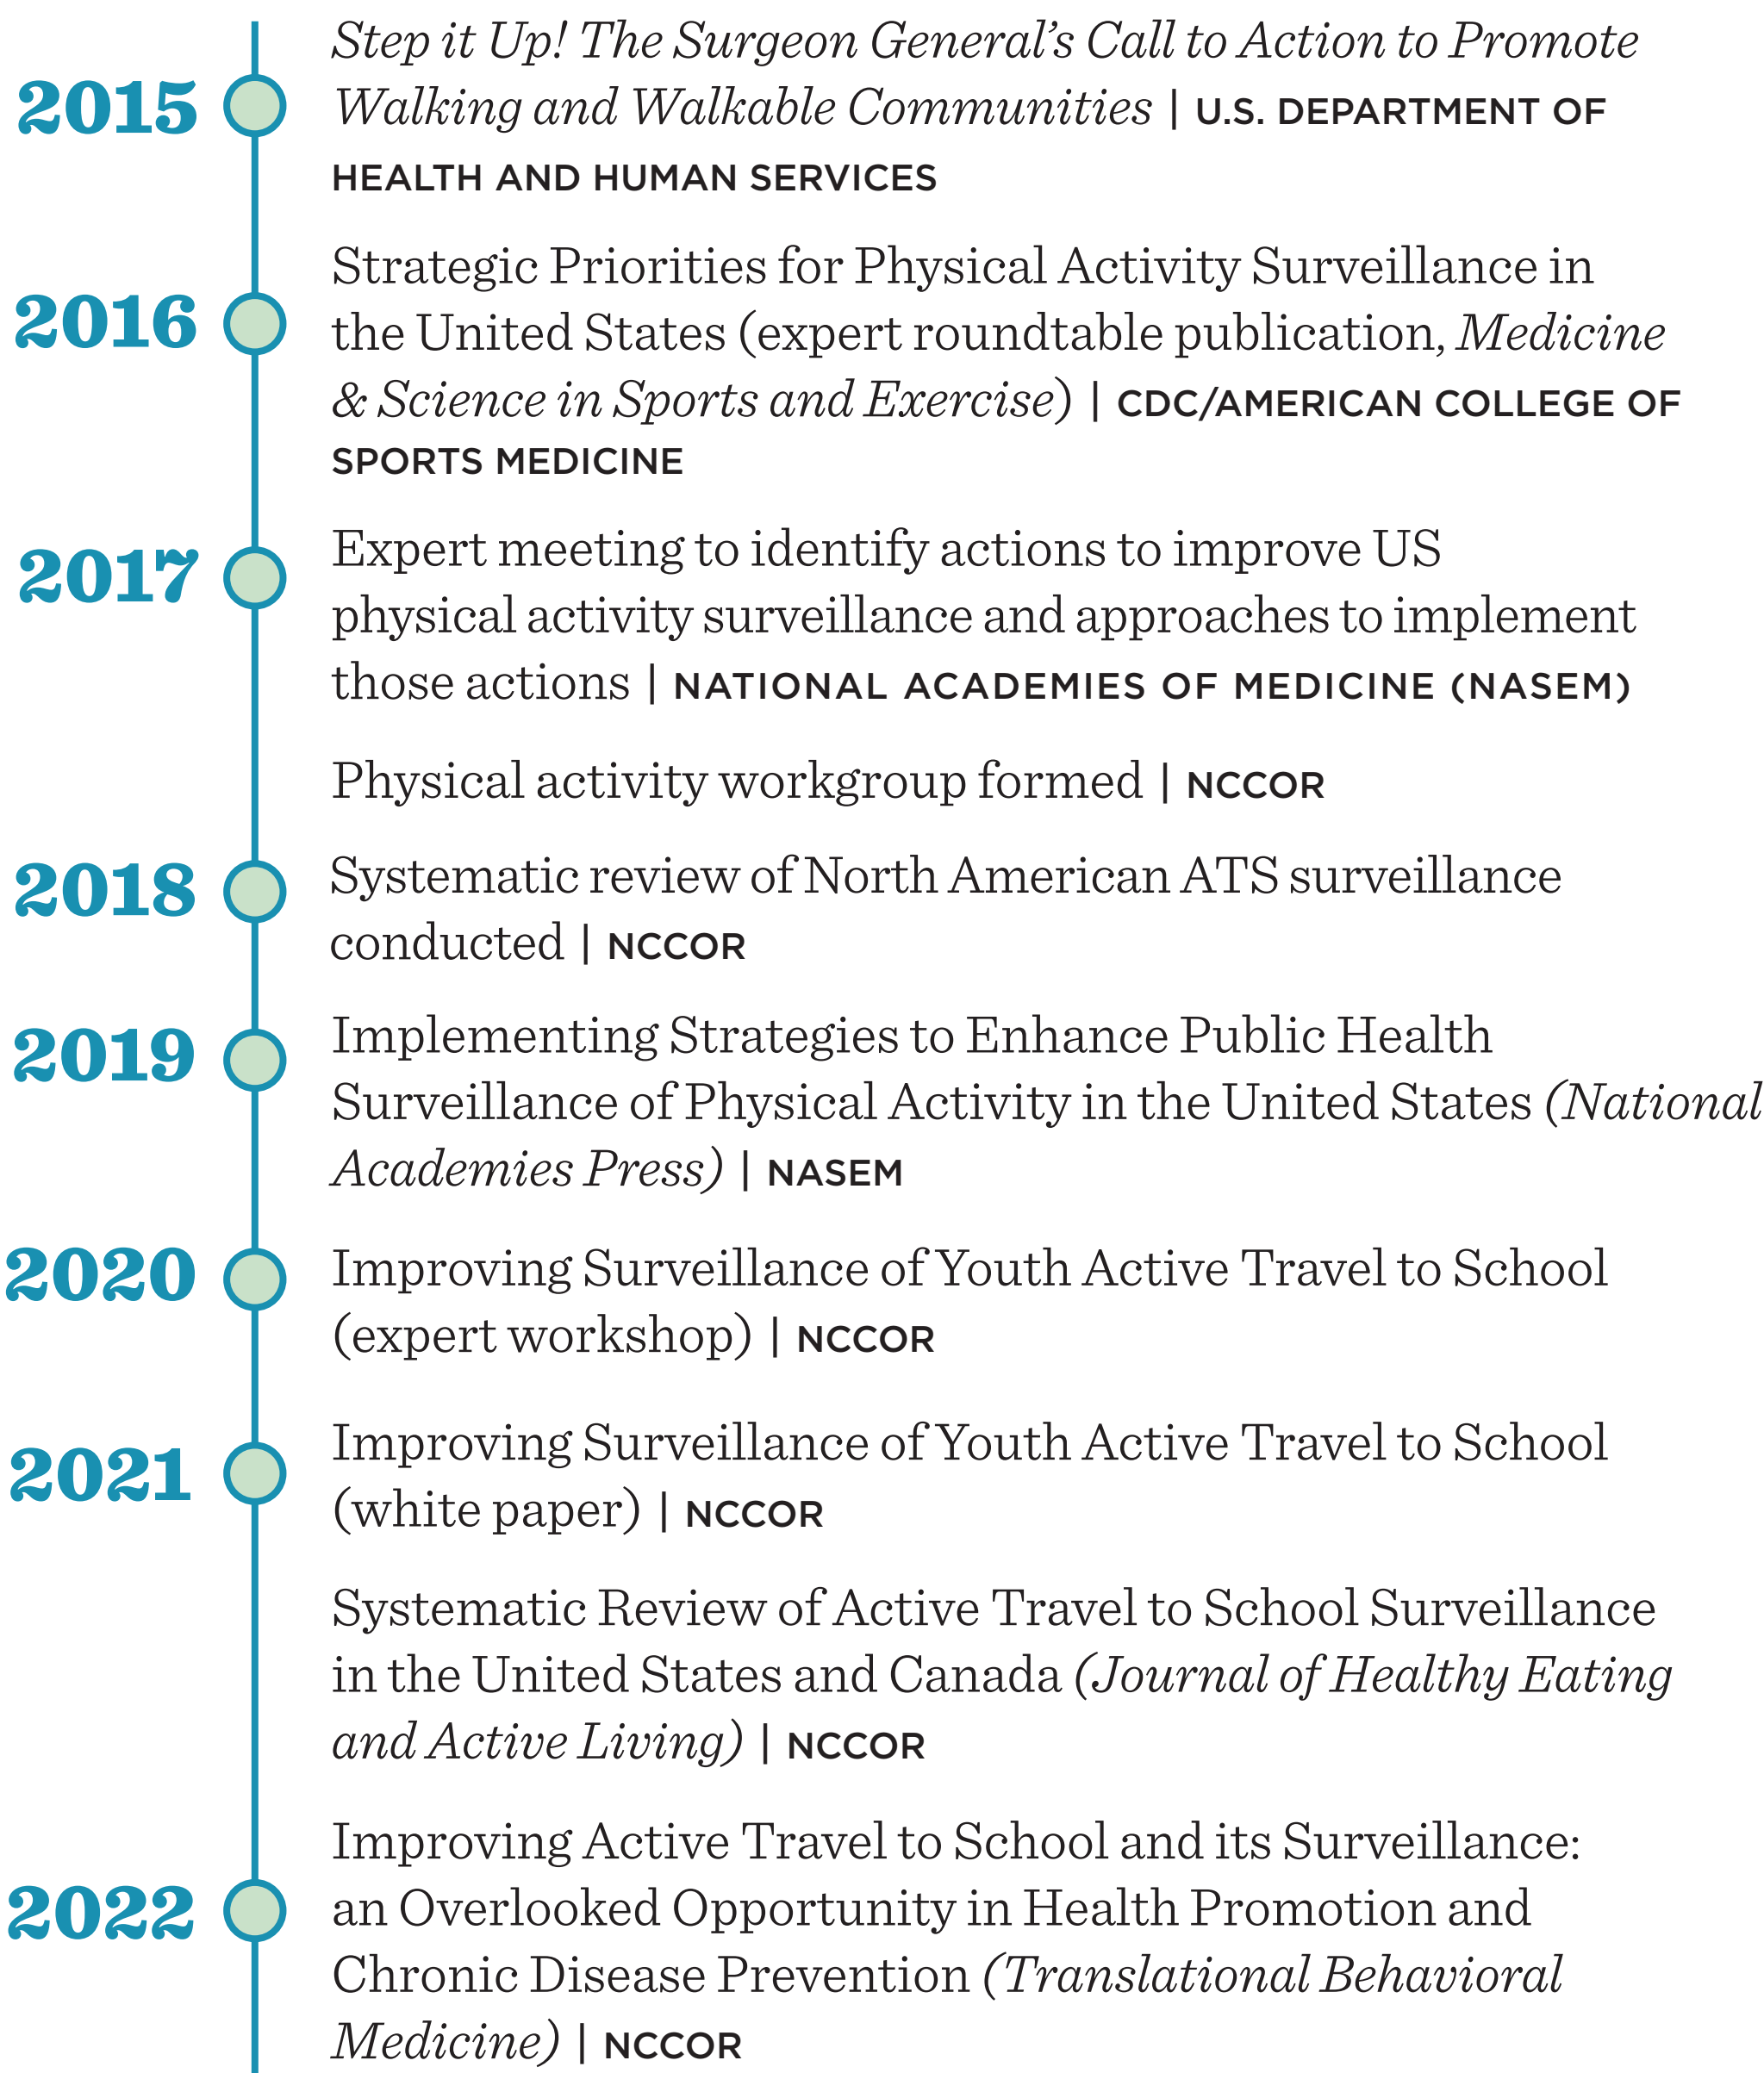 2015
Step it Up! The Surgeon General’s Call to Action to Promote
Walking and Walkable Communities | U.S. DEPARTMENT OF
HEALTH AND HUMAN SERVICES
2016
Strategic Priorities for Physical Activity Surveillance in
the United States (expert roundtable publication, Medicine
& Science in Sports and Exercise) | CDC/AMERICAN COLLEGE OF
SPORTS MEDICINE
2017
Expert meeting to identify actions to improve US
physical activity surveillance and approaches to implement
those actions | NATIONAL ACADEMIES OF MEDICINE (NASEM)
Physical activity workgroup formed | NCCOR
2018
Systematic review of North American ATS surveillance
conducted | NCCOR
2019
Implementing Strategies to Enhance Public Health
Surveillance of Physical Activity in the United States (National
Academies Press) | NASEM
2020
Improving Surveillance of Youth Active Travel to School
(expert workshop) | NCCOR
2021
Improving Surveillance of Youth Active Travel to School
(white paper) | NCCOR
Systematic Review of Active Travel to School Surveillance
in the United States and Canada (Journal of Healthy Eating
and Active Living) | NCCOR
2022
Improving Active Travel to School and its Surveillance:
an Overlooked Opportunity in Health Promotion and
Chronic Disease Prevention (Translational Behavioral
Medicine) | NCCOR